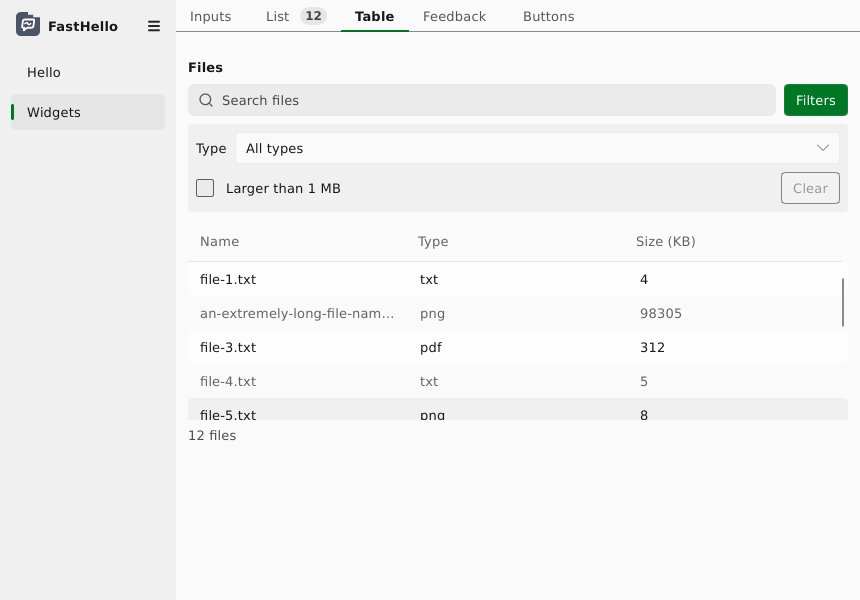 FastHello
Hello
Widgets
Inputs List 12 Table Feedback Buttons
Files
Search files Filters
Type All types
Larger than 1 MB Clear
Name Type Size (KB)
file-1.txt txt 4
an-extremely-long-file-nam... png 98305
file-3.txt pdf 312
file-4.txt txt 5
file-5.txt png 8
12 files